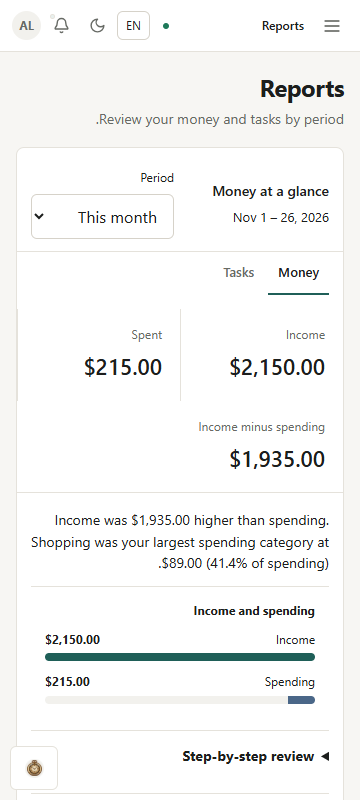 Reports
EN
AL
Reports
.Review your money and tasks by period
Money at a glance
Nov 1 – 26, 2026
Period
This month
Money
Tasks
Income
$2,150.00
Spent
$215.00
Income minus spending
$1,935.00
Income was $1,935.00 higher than spending.
Shopping was your largest spending category at
.$89.00 (41.4% of spending)
Income and spending
Income
$2,150.00
Spending
$215.00
Step-by-step review